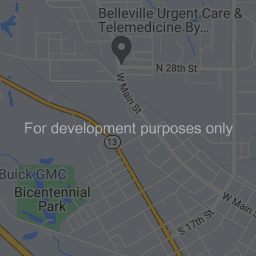 Belleville Urgent Care &
Telemedicine By...
N 28th St
W Main St
For development purposes only
13
Buick GMC
Bicentennial
Park
W Main St
S 17th St